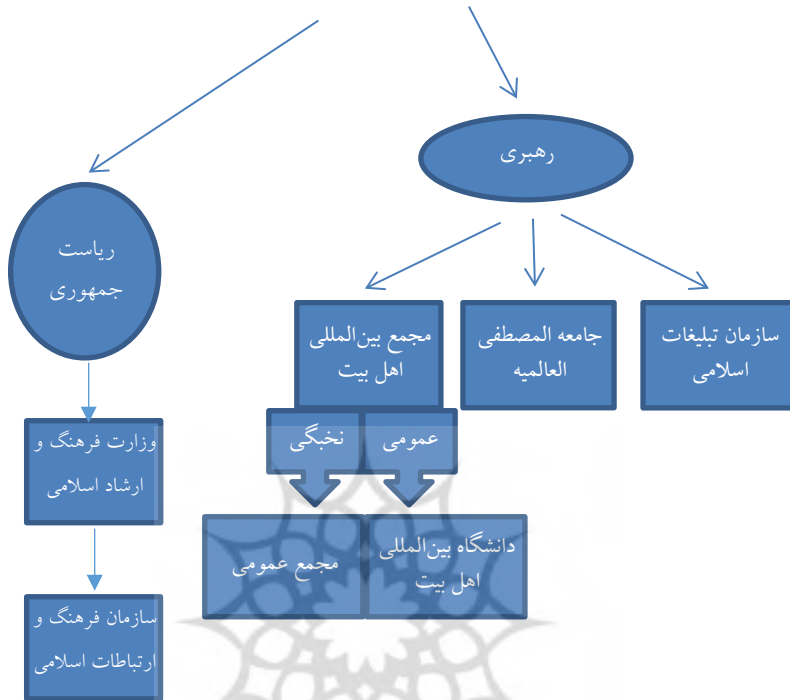 رهبری
ریاست
جمهوری
سازمان تبلیغات
اسلامی
جامعه المصطفی
العالمیه
مجمع بین‌المللی
اهل بیت
عمومی
نخبگی
وزارت فرهنگ و
ارشاد اسلامی
دانشگاه بین‌المللی
اهل بیت
مجمع عمومی
سازمان فرهنگ و
ارتباطات اسلامی